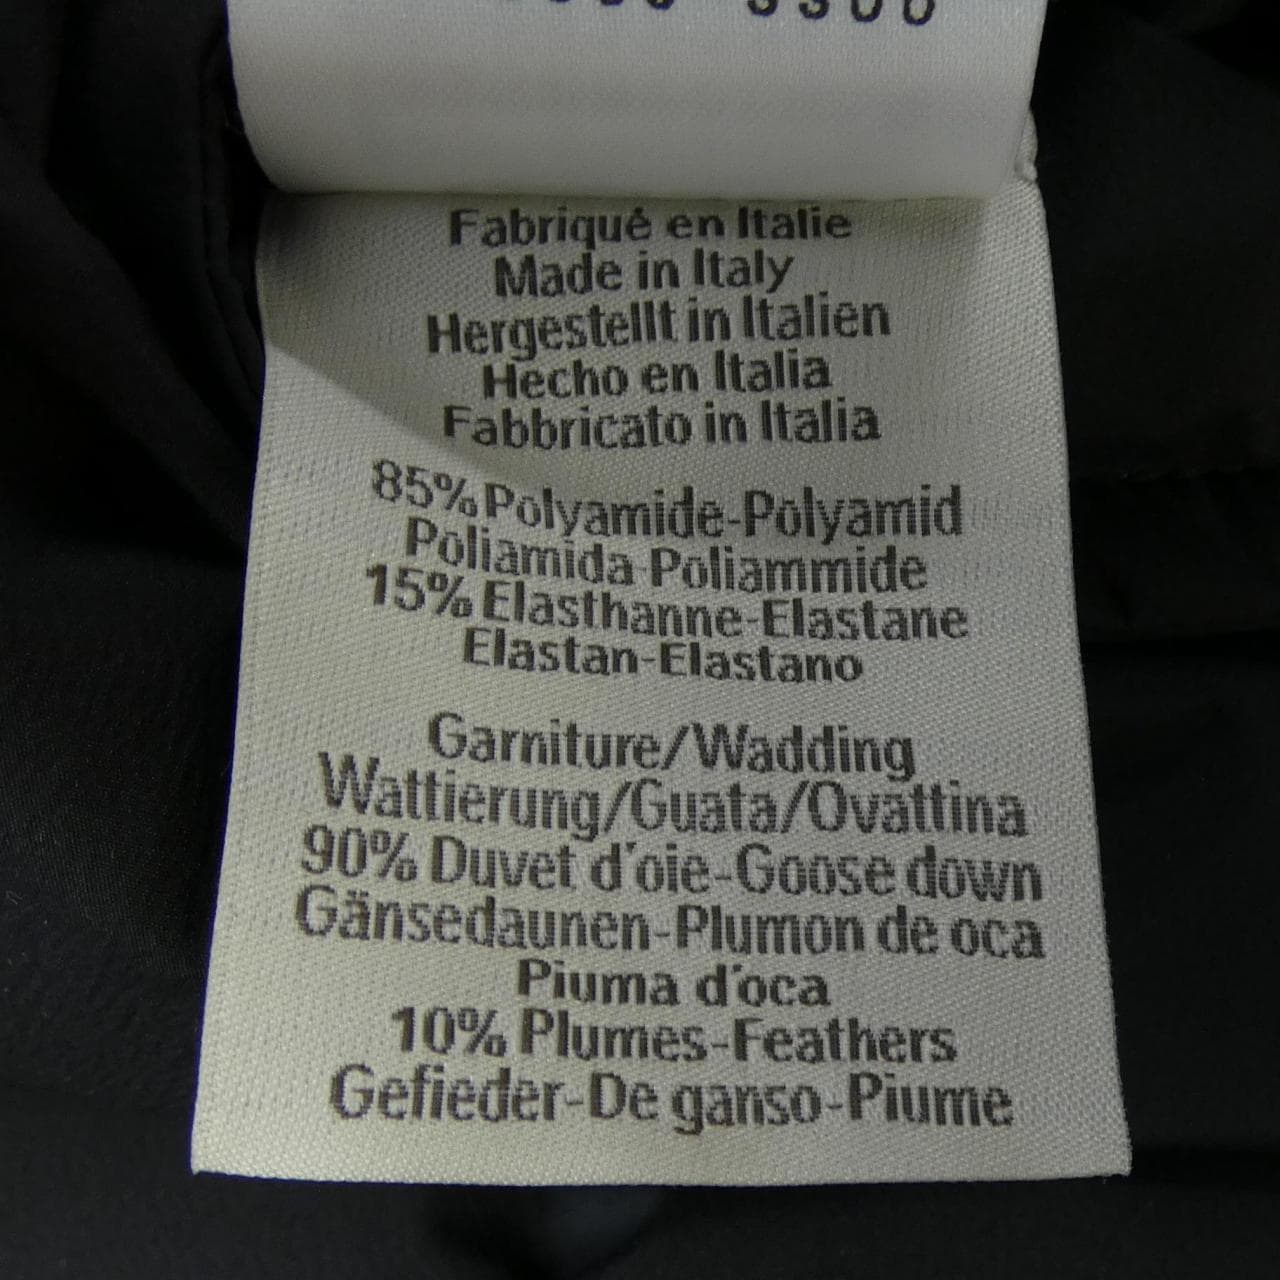 Fabriqué en Italie
Made in Italy
Hergestellt in Italien
Hecho en Italia
Fabbricato in Italia
85% Polyamide-Polyamid
Poliamida-Poliammide
15% Elasthanne-Elastane
Elastan-Elastano
Garniture/Wadding
Wattierung/Guata/Ovattina
90% Duvet d'oie-Goose down
Gänsedaunen-Plumon de oca
Piuma d'oca
10% Plumes-Feathers
Gefieder-De ganso-Piume